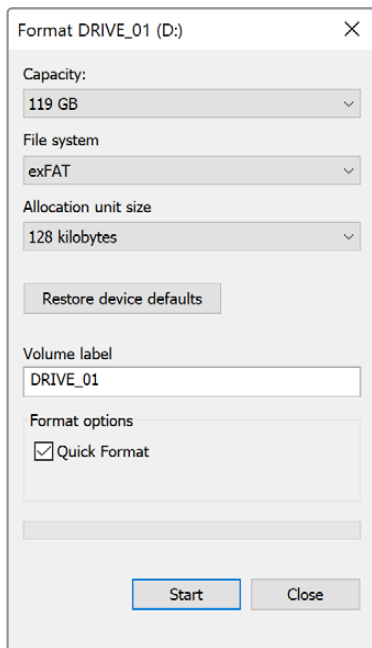 Format DRIVE_01 (D:)
Capacity:
119 GB
File system
exFAT
Allocation unit size
128 kilobytes
Restore device defaults
Volume label
DRIVE_01
Format options
Quick Format
Start Close